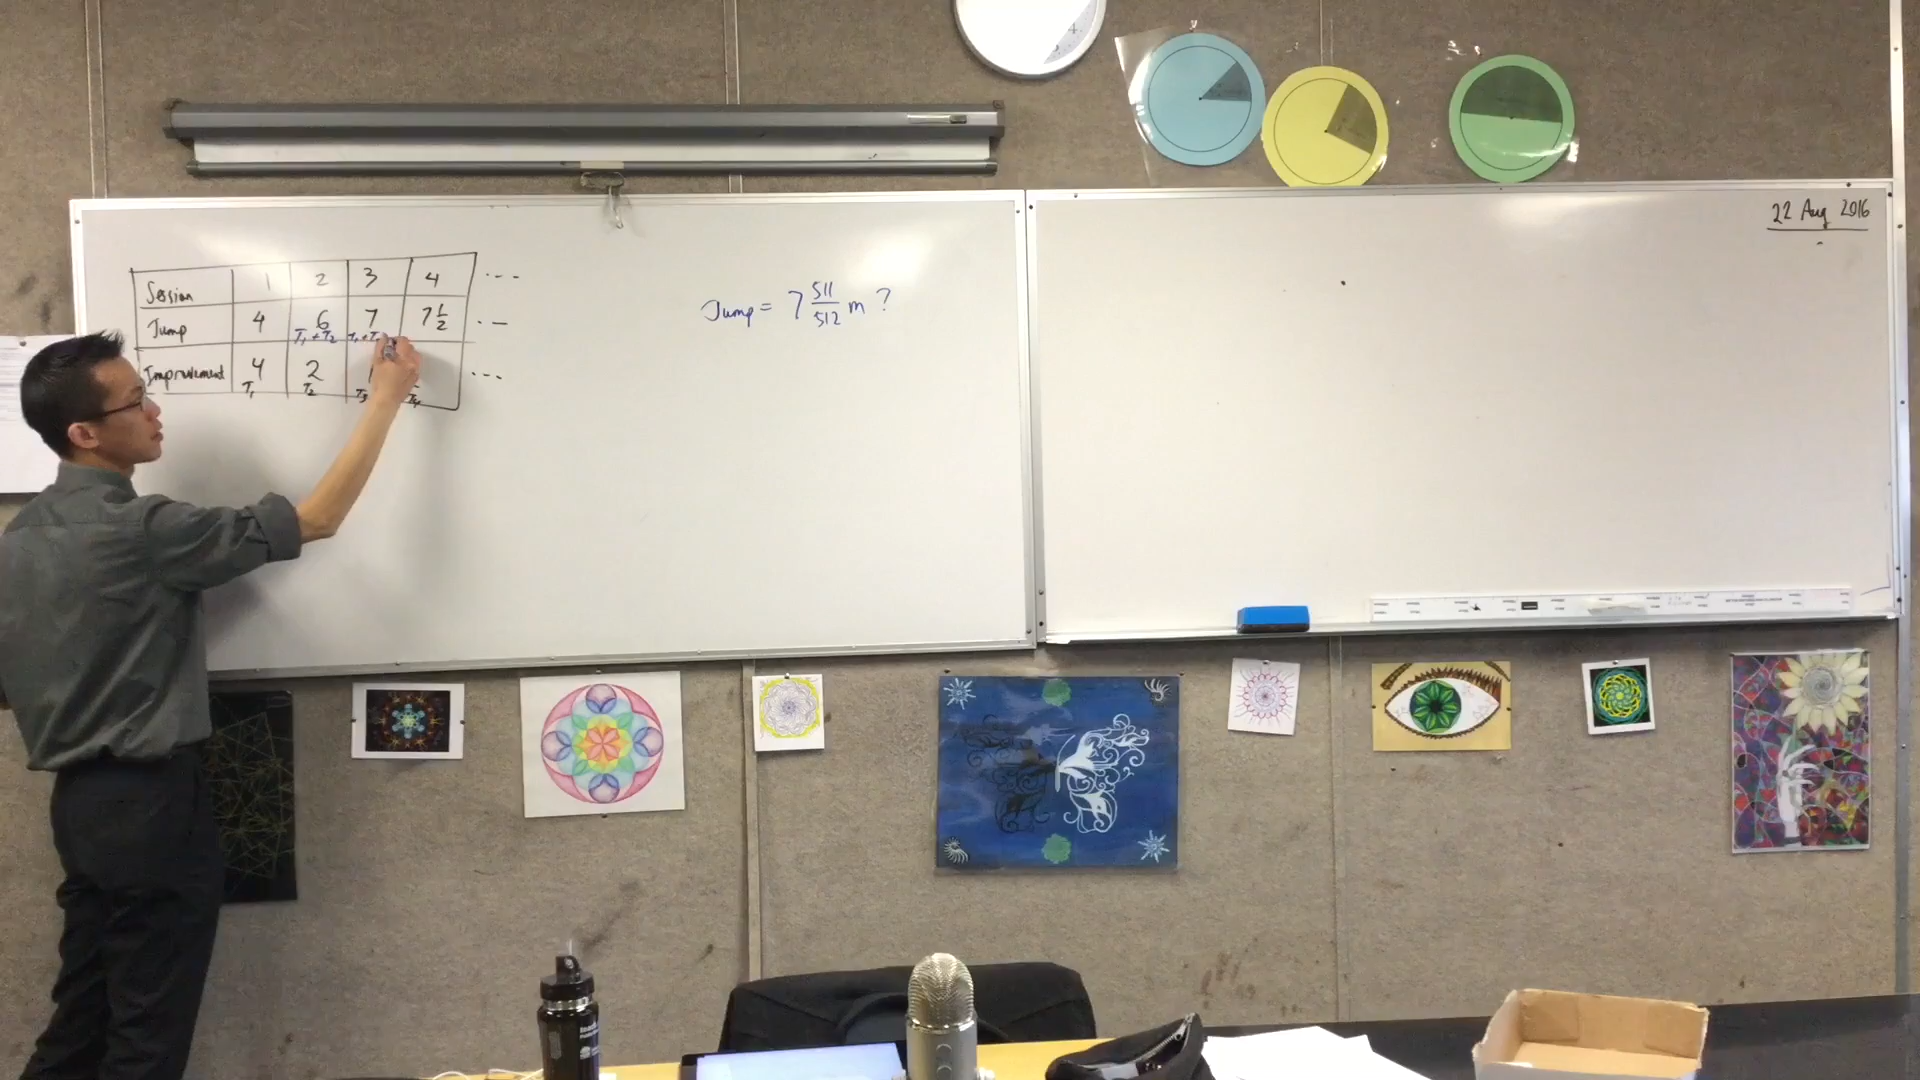 22 Aug 2016
Session 1 2 3 4 ...
Jump 4 6 7 7 1/2 ...
T₁ + T₂ T₁ + T
Improvement 4 2 ...
T₁ T₂ T₃ T₄
Jump = 7 511/512 m ?